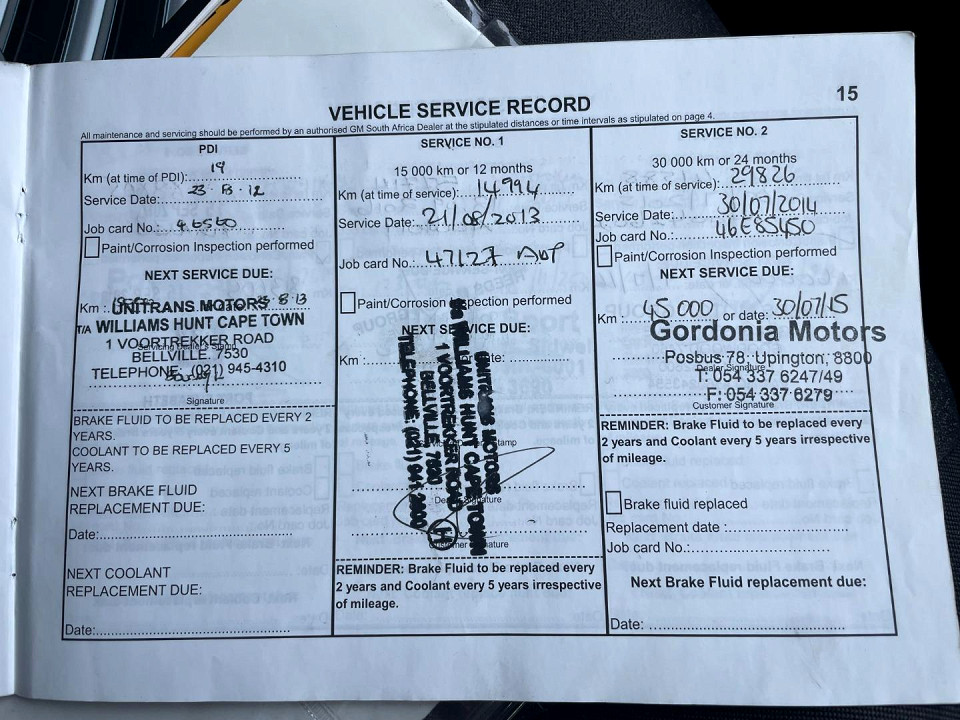 15
VEHICLE SERVICE RECORD
All maintenance and servicing should be performed by an authorised GM South Africa Dealer at the stipulated distances or time intervals as stipulated on page 4.
PDI
Km (at time of PDI): 19
Service Date: 23
Job card No.:
Paint/Corrosion Inspection performed
NEXT SERVICE DUE:
Km : or date: 8.13
UNITRANS MOTORS
T/A WILLIAMS HUNT CAPE TOWN
1 VOORTREKKER ROAD
BELLVILLE. 7530
TELEPHONE: (021) 945-4310
Signature
BRAKE FLUID TO BE REPLACED EVERY 2
YEARS.
COOLANT TO BE REPLACED EVERY 5
YEARS.
NEXT BRAKE FLUID
REPLACEMENT DUE:
Date:
NEXT COOLANT
REPLACEMENT DUE:
Date:
SERVICE NO. 1
15 000 km or 12 months
Km (at time of service): 14994
Service Date: 21/08/2013
Job card No.: 47127
Paint/Corrosion Inspection performed
NEXT SERVICE DUE:
Km : or date:
UNITRANS MOTORS
t/a WILLIAMS HUNT CAPE TOWN
1 VOORTREKKER ROAD
BELLVILLE 7530
TELEPHONE: (021)
Dealer Signature
Customer Signature
REMINDER: Brake Fluid to be replaced every
2 years and Coolant every 5 years irrespective
of mileage.
SERVICE NO. 2
30 000 km or 24 months
Km (at time of service): 29826
Service Date: 30/07/2014
Job card No.: 46E85450
Paint/Corrosion Inspection performed
NEXT SERVICE DUE:
Km : 45 000 or date: 30/07/15
Gordonia Motors
Posbus 78, Upington, 8800
Dealer Signature
T: 054 337 6247/49
F: 054 337 6279
Customer Signature
REMINDER: Brake Fluid to be replaced every
2 years and Coolant every 5 years irrespective
of mileage.
Brake fluid replaced
Replacement date :
Job card No.:
Next Brake Fluid replacement due:
Date: